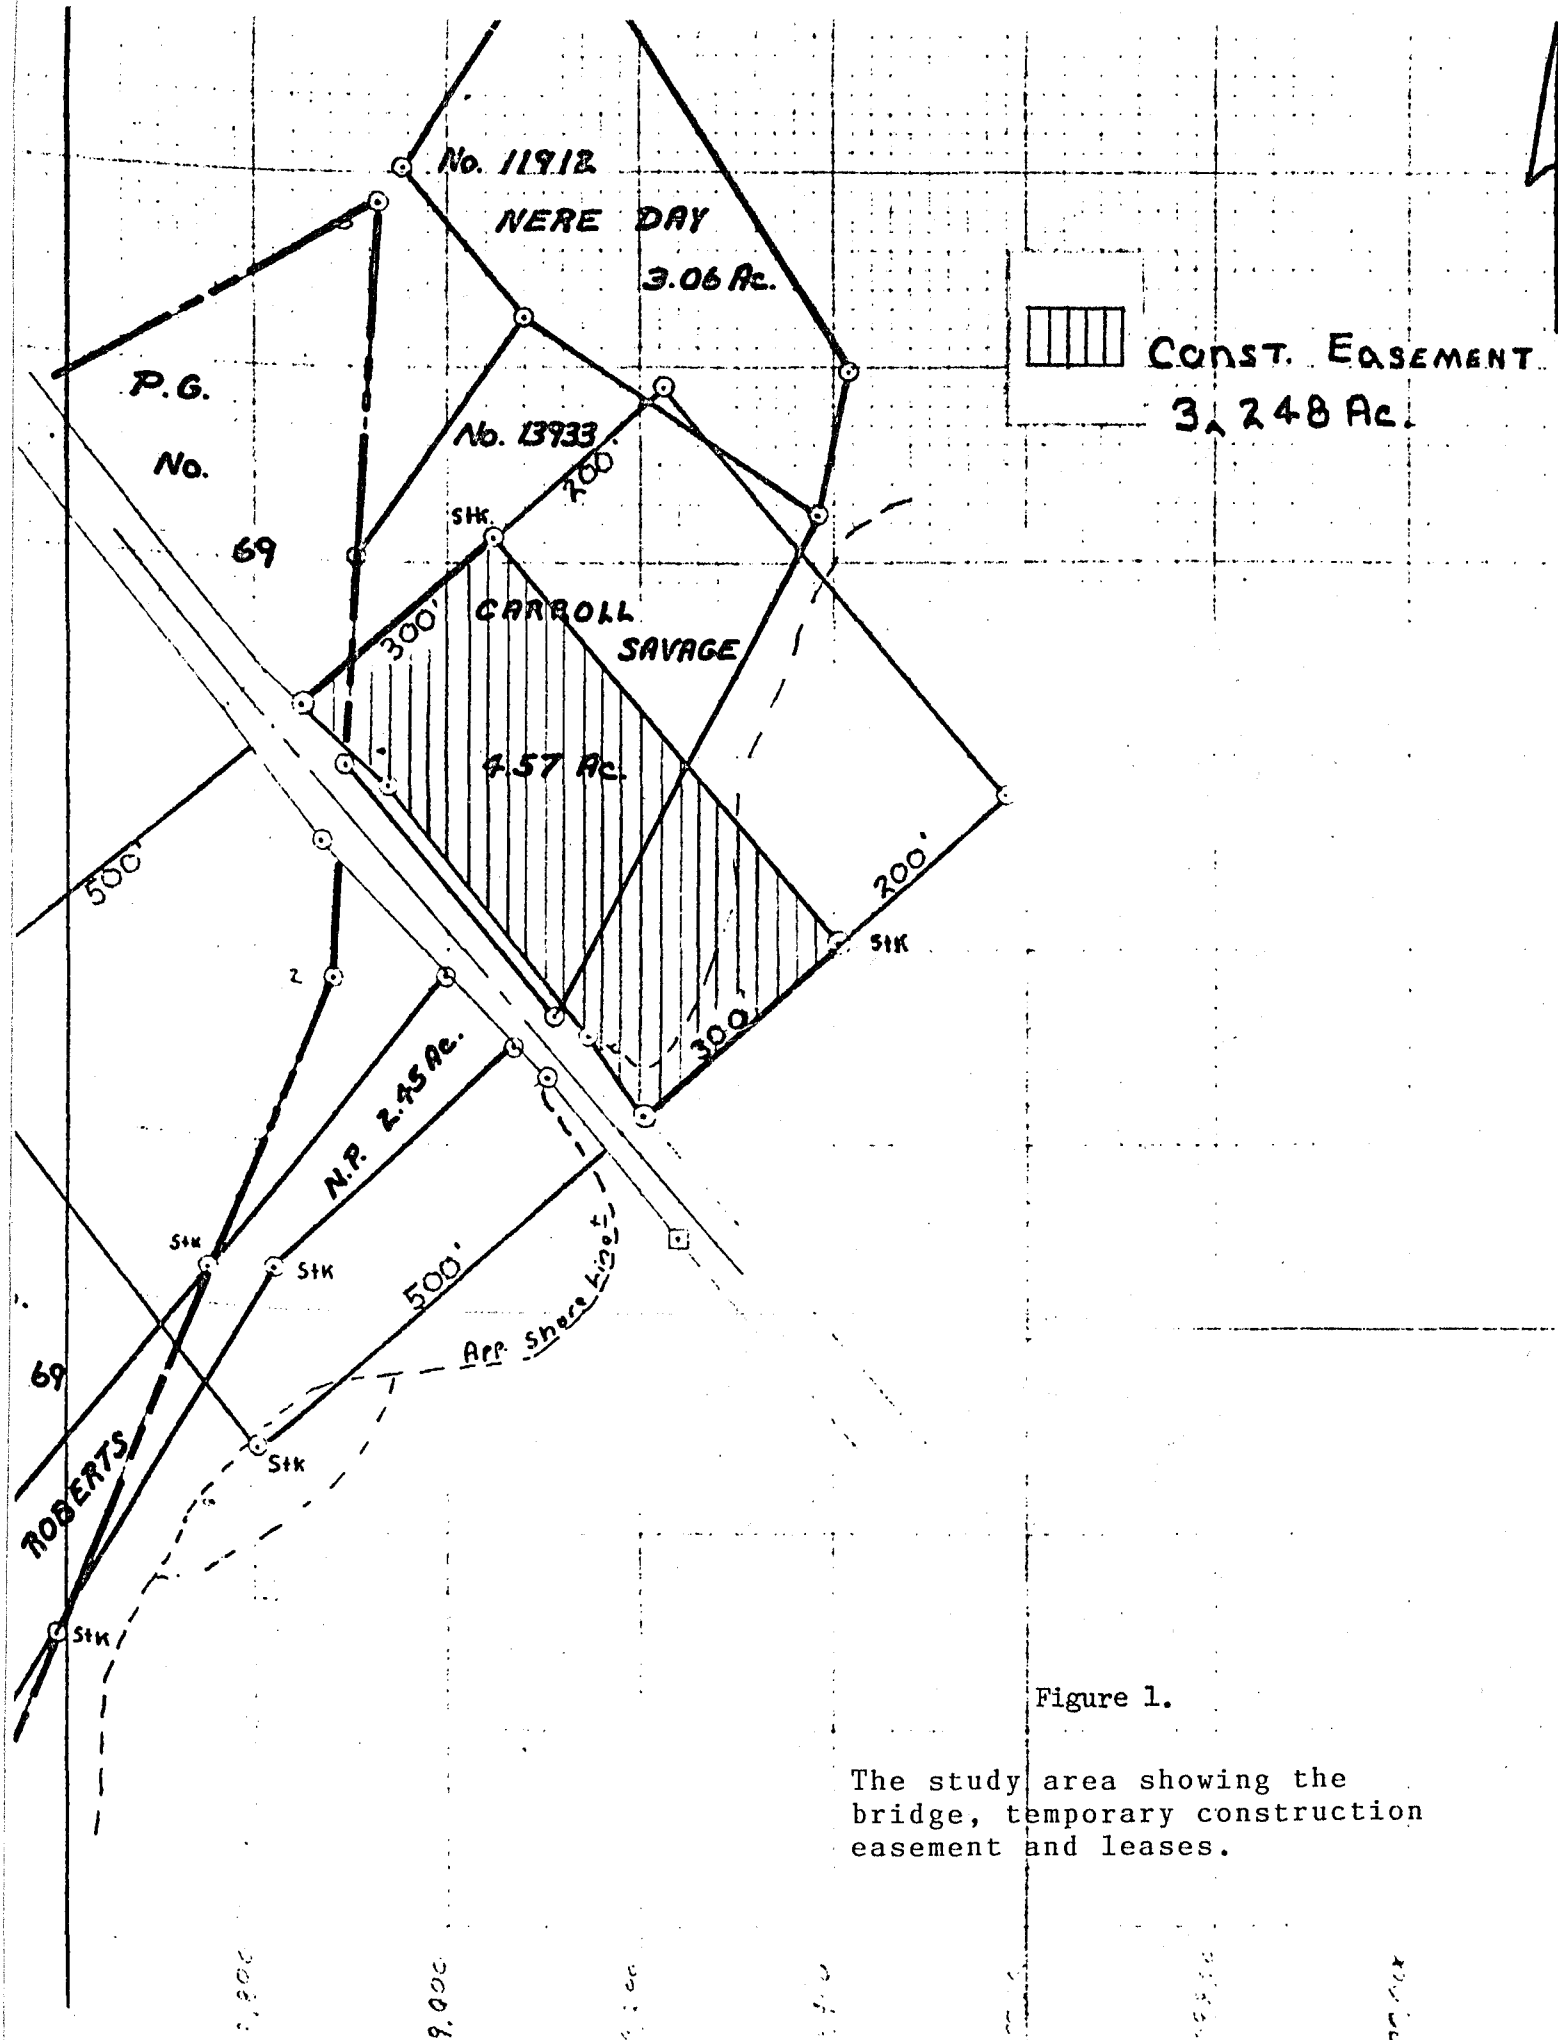 No. 11912
NERE DAY
3.06 Ac.
P.G.
No.
69
No. 13933
200
Const. Easement
3.248 Ac.
Stk.
300'
CARROLL
SAVAGE
4.57 Ac.
500'
200'
Stk
2
300'
N.P. 2.45 Ac.
Stk
Stk
500'
App. Shore Line±
69
ROBERTS
Stk
Stk
Figure 1.
The study area showing the
bridge, temporary construction
easement and leases.